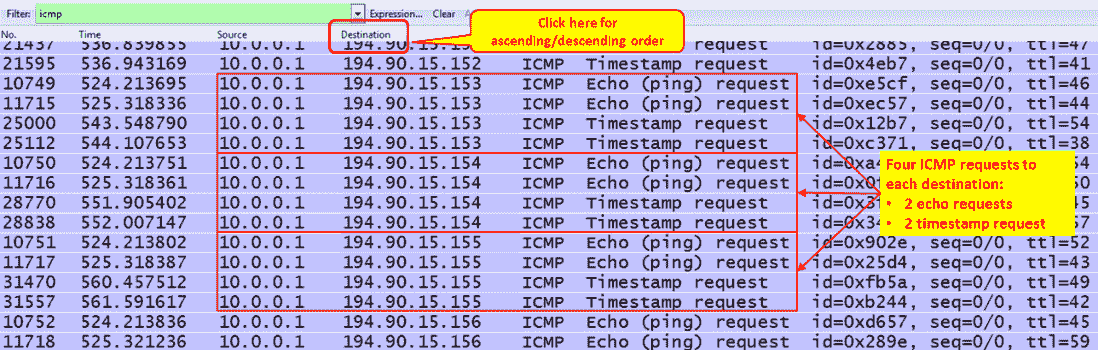 Filter: icmp Expression... Clear
Click here for
ascending/descending order
No. Time Source Destination
21437 536.839855 10.0.0.1 194.90.15.15 request id=0x2885, seq=0/0, ttl=47
21595 536.943169 10.0.0.1 194.90.15.152 ICMP Timestamp request id=0x4eb7, seq=0/0, ttl=41
10749 524.213695 10.0.0.1 194.90.15.153 ICMP Echo (ping) request id=0xe5cf, seq=0/0, ttl=46
11715 525.318336 10.0.0.1 194.90.15.153 ICMP Echo (ping) request id=0xec57, seq=0/0, ttl=44
25000 543.548790 10.0.0.1 194.90.15.153 ICMP Timestamp request id=0x12b7, seq=0/0, ttl=54
25112 544.107653 10.0.0.1 194.90.15.153 ICMP Timestamp request id=0xc371, seq=0/0, ttl=38
10750 524.213751 10.0.0.1 194.90.15.154 ICMP Echo (ping) request
11716 525.318361 10.0.0.1 194.90.15.154 ICMP Echo (ping) request
28770 551.905402 10.0.0.1 194.90.15.154 ICMP Timestamp request
28838 552.007147 10.0.0.1 194.90.15.154 ICMP Timestamp request
Four ICMP requests to
each destination:
• 2 echo requests
• 2 timestamp request
10751 524.213802 10.0.0.1 194.90.15.155 ICMP Echo (ping) request id=0x902e, seq=0/0, ttl=52
11717 525.318387 10.0.0.1 194.90.15.155 ICMP Echo (ping) request id=0x25d4, seq=0/0, ttl=43
31470 560.457512 10.0.0.1 194.90.15.155 ICMP Timestamp request id=0xfb5a, seq=0/0, ttl=49
31557 561.591617 10.0.0.1 194.90.15.155 ICMP Timestamp request id=0xb244, seq=0/0, ttl=42
10752 524.213836 10.0.0.1 194.90.15.156 ICMP Echo (ping) request id=0xd657, seq=0/0, ttl=45
11718 525.321236 10.0.0.1 194.90.15.156 ICMP Echo (ping) request id=0x289e, seq=0/0, ttl=59